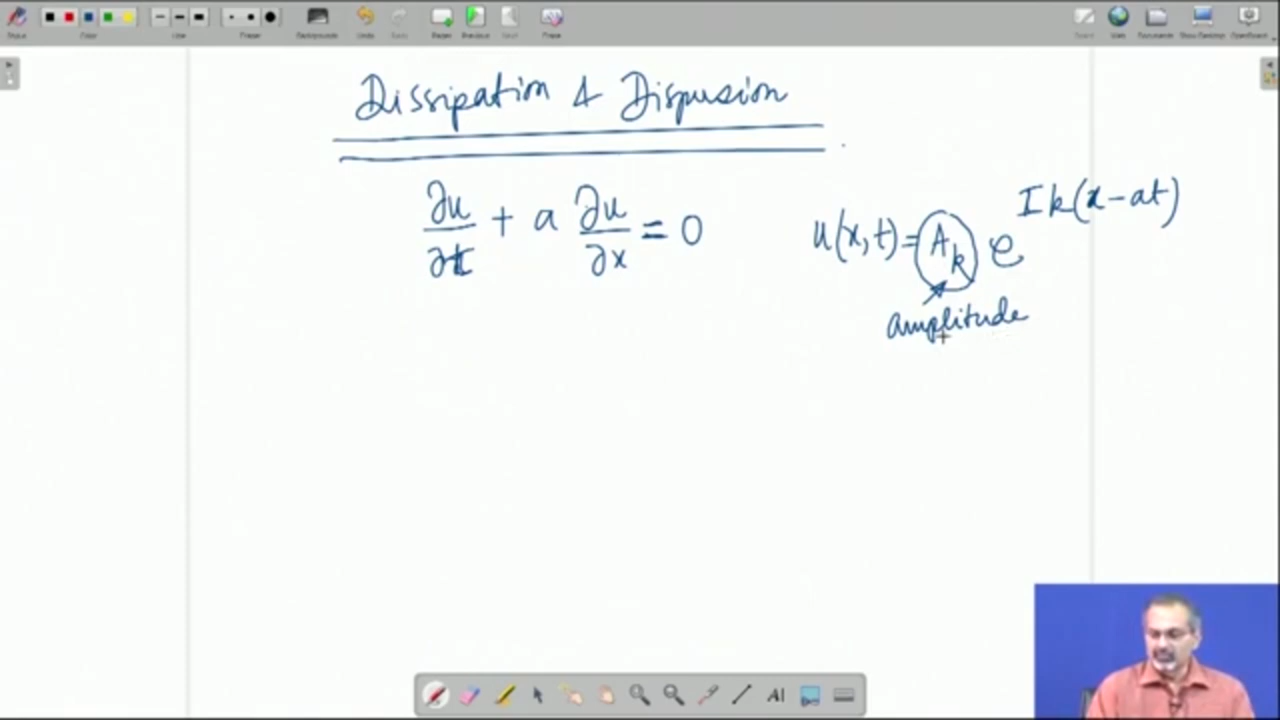 Dissipation & Dispersion
∂u/∂t + a ∂u/∂x = 0
u(x,t) = A_k e^{Ik(x-at)}
amplitude